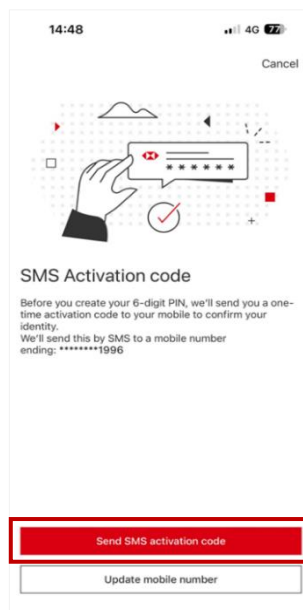 14:48 4G 77
Cancel
******
SMS Activation code
Before you create your 6-digit PIN, we'll send you a one-
time activation code to your mobile to confirm your
identity.
We'll send this by SMS to a mobile number
ending: ********1996
Send SMS activation code
Update mobile number